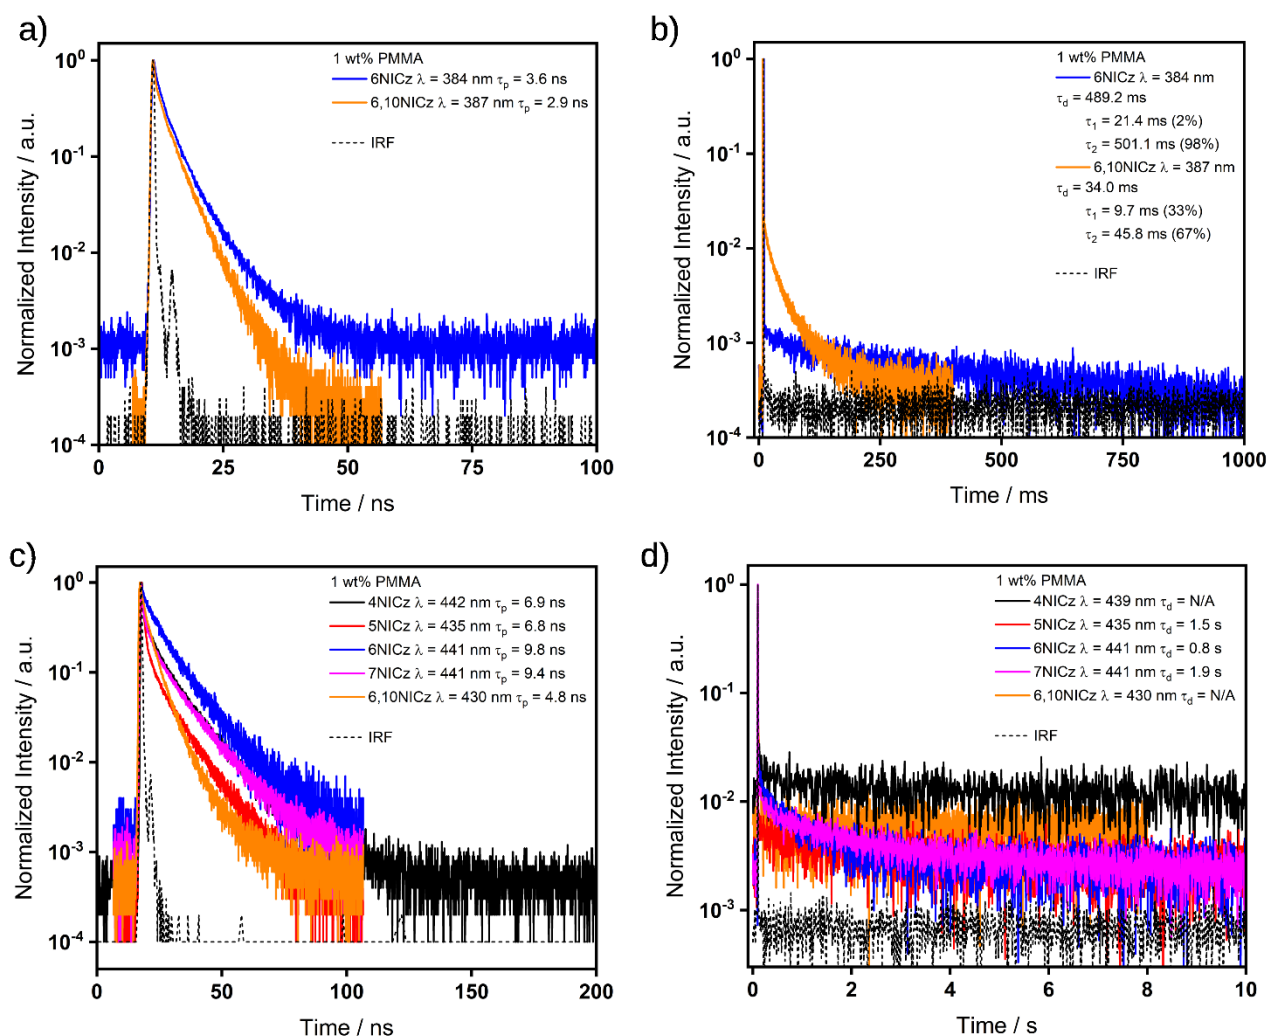 a)
Normalized Intensity / a.u.
10⁰
10⁻¹
10⁻²
10⁻³
10⁻⁴
1 wt% PMMA
6NICz λ = 384 nm τₚ = 3.6 ns
6,10NICz λ = 387 nm τₚ = 2.9 ns
IRF
0 25 50 75 100
Time / ns
b)
Normalized Intensity / a.u.
10⁰
10⁻¹
10⁻²
10⁻³
10⁻⁴
1 wt% PMMA
6NICz λ = 384 nm
τ_d = 489.2 ms
τ₁ = 21.4 ms (2%)
τ₂ = 501.1 ms (98%)
6,10NICz λ = 387 nm
τ_d = 34.0 ms
τ₁ = 9.7 ms (33%)
τ₂ = 45.8 ms (67%)
IRF
0 250 500 750 1000
Time / ms
c)
Normalized Intensity / a.u.
10⁰
10⁻¹
10⁻²
10⁻³
10⁻⁴
1 wt% PMMA
4NICz λ = 442 nm τₚ = 6.9 ns
5NICz λ = 435 nm τₚ = 6.8 ns
6NICz λ = 441 nm τₚ = 9.8 ns
7NICz λ = 441 nm τₚ = 9.4 ns
6,10NICz λ = 430 nm τₚ = 4.8 ns
IRF
0 50 100 150 200
Time / ns
d)
Normalized Intensity / a.u.
10⁰
10⁻¹
10⁻²
10⁻³
1 wt% PMMA
4NICz λ = 439 nm τ_d = N/A
5NICz λ = 435 nm τ_d = 1.5 s
6NICz λ = 441 nm τ_d = 0.8 s
7NICz λ = 441 nm τ_d = 1.9 s
6,10NICz λ = 430 nm τ_d = N/A
IRF
0 2 4 6 8 10
Time / s